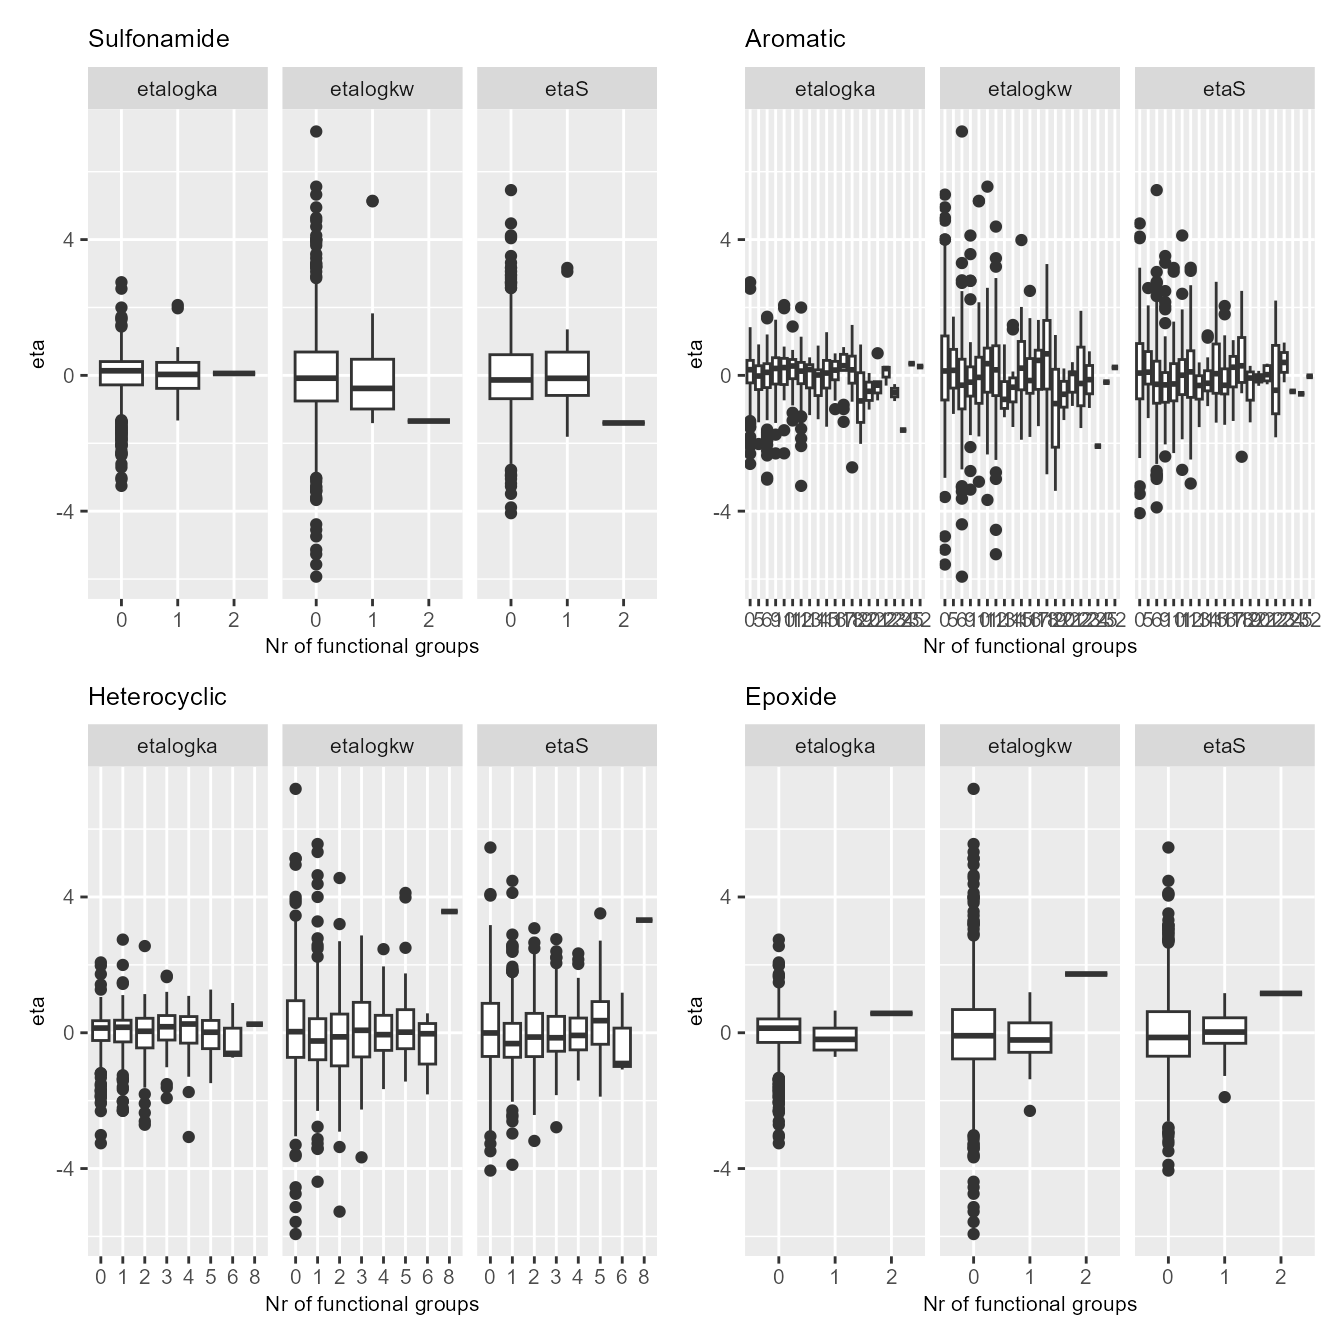 Sulfonamide
etalogka etalogkw etaS
eta
4
0
-4
0 1 2 0 1 2 0 1 2
Nr of functional groups
Aromatic
etalogka etalogkw etaS
eta
4
0
-4
Nr of functional groups
Heterocyclic
etalogka etalogkw etaS
eta
4
0
-4
0 1 2 3 4 5 6 8 0 1 2 3 4 5 6 8 0 1 2 3 4 5 6 8
Nr of functional groups
Epoxide
etalogka etalogkw etaS
eta
4
0
-4
0 1 2 0 1 2 0 1 2
Nr of functional groups